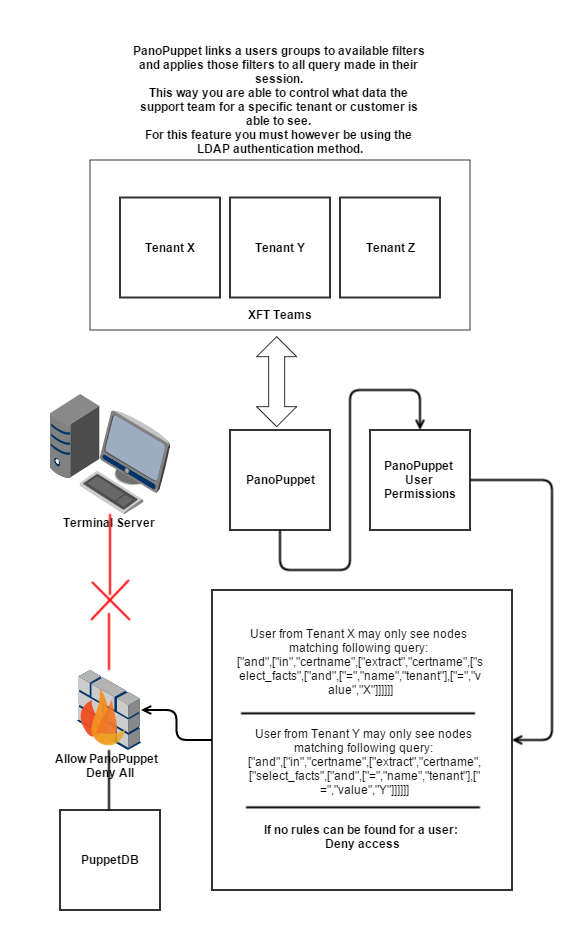 PanoPuppet links a users groups to available filters
and applies those filters to all query made in their
session.
This way you are able to control what data the
support team for a specific tenant or customer is
able to see.
For this feature you must however be using the
LDAP authentication method.
Tenant X
Tenant Y
Tenant Z
XFT Teams
Terminal Server
PanoPuppet
PanoPuppet
User
Permissions
User from Tenant X may only see nodes
matching following query:
["and",["in","certname",["extract","certname",["s
elect_facts",["and",["=","name","tenant"],["=","v
alue","X"]]]]]]
User from Tenant Y may only see nodes
matching following query:
["and",["in","certname",["extract","certname",
["select_facts",["and",["=","name","tenant"],["
=","value","Y"]]]]]]
If no rules can be found for a user:
Deny access
Allow PanoPuppet
Deny All
PuppetDB